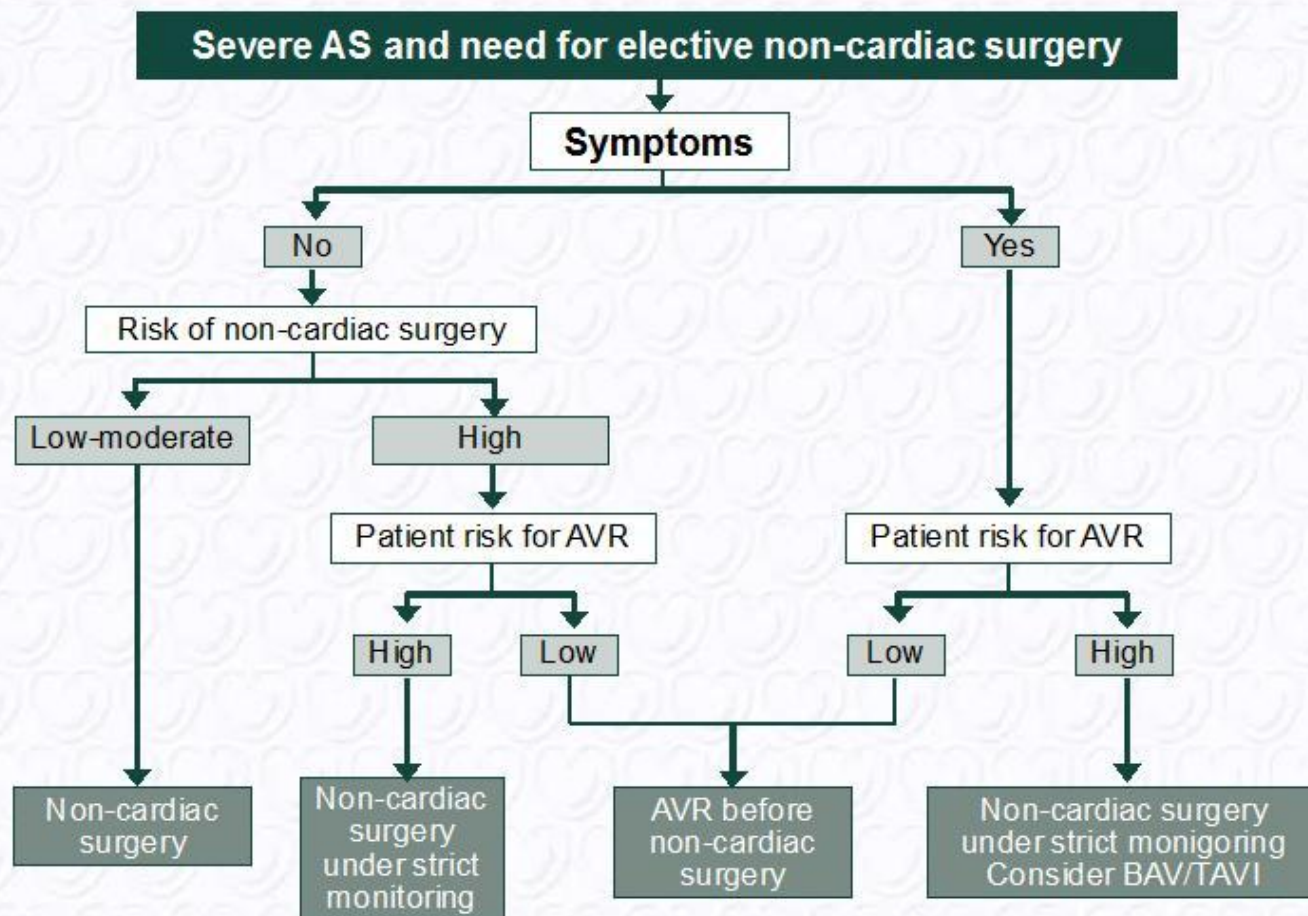 Severe AS and need for elective non-cardiac surgery
Symptoms
No
Yes
Risk of non-cardiac surgery
Low-moderate
High
Patient risk for AVR
Patient risk for AVR
High
Low
Low
High
Non-cardiac
surgery
Non-cardiac
surgery
under strict
monitoring
AVR before
non-cardiac
surgery
Non-cardiac surgery
under strict monigoring
Consider BAV/TAVI